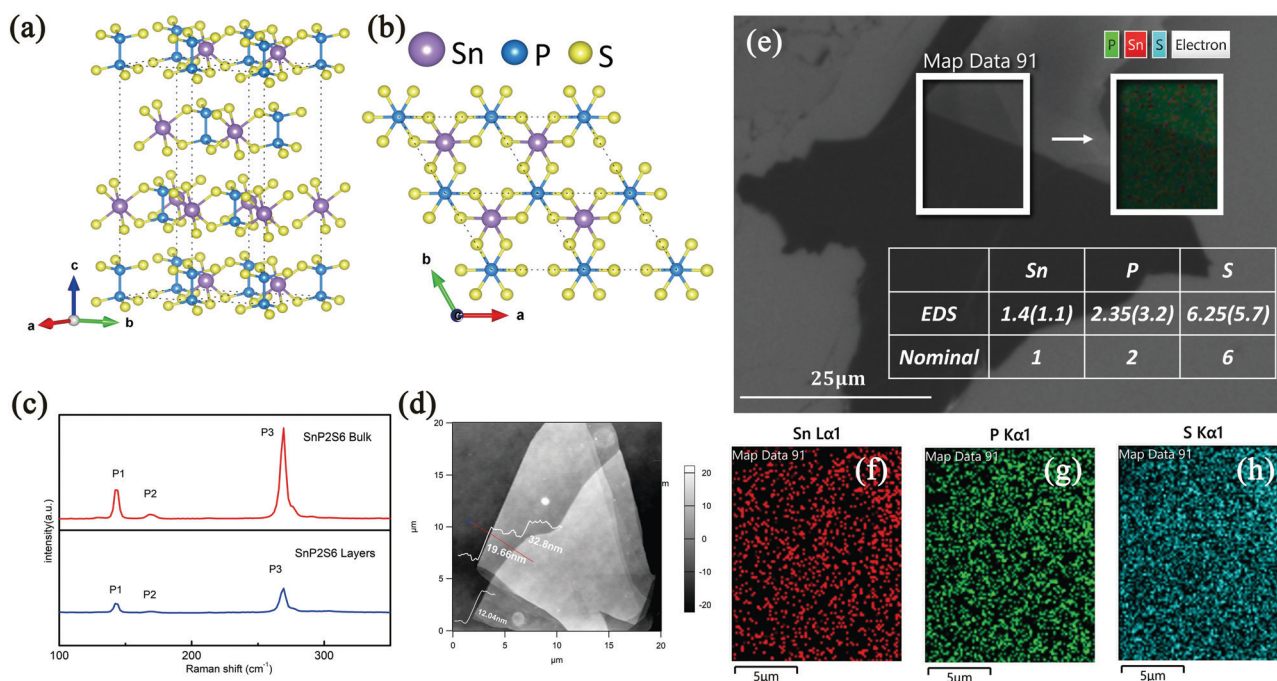 (a)
c
a
b
(b)
Sn
P
S
b
c
a
(c)
SnP2S6 Bulk
P1
P2
P3
SnP2S6 Layers
P1
P2
P3
intensity(a.u.)
100
200
300
Raman shift (cm⁻¹)
(d)
20
15
10
5
0
μm
0
5
10
15
20
μm
32.8nm
19.66nm
12.04nm
m
20
10
0
-10
-20
(e)
P Sn S Electron
Map Data 91
Sn P S
EDS 1.4(1.1) 2.35(3.2) 6.25(5.7)
Nominal 1 2 6
25μm
Sn Lα1
Map Data 91
(f)
5μm
P Kα1
Map Data 91
(g)
5μm
S Kα1
Map Data 91
(h)
5μm